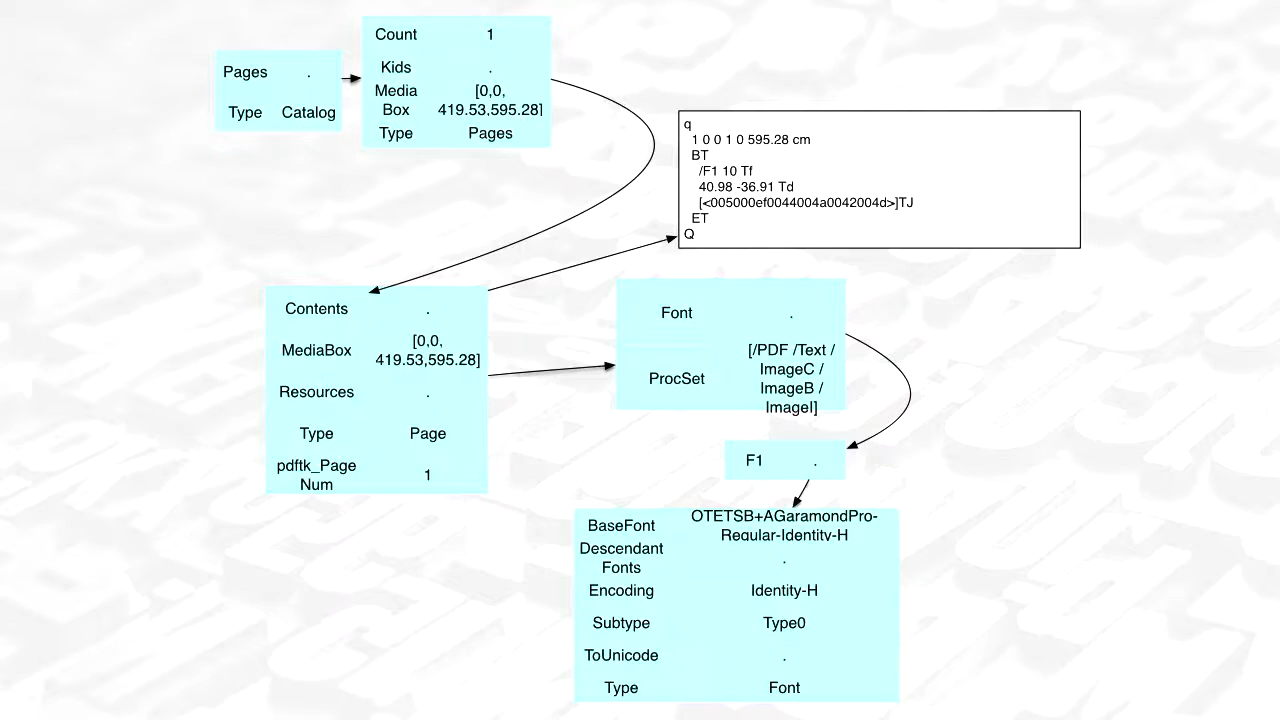 Pages .
Type Catalog
Count 1
Kids .
Media Box [0,0, 419.53,595.28]
Type Pages
q
1 0 0 1 0 595.28 cm
BT
/F1 10 Tf
40.98 -36.91 Td
[<005000ef0044004a0042004d>]TJ
ET
Q
Contents .
MediaBox [0,0, 419.53,595.28]
Resources .
Type Page
pdftk_Page Num 1
Font .
ProcSet [/PDF /Text / ImageC / ImageB / ImageI]
F1 .
BaseFont OTETSB+AGaramondPro-Regular-Identity-H
Descendant Fonts .
Encoding Identity-H
Subtype Type0
ToUnicode .
Type Font